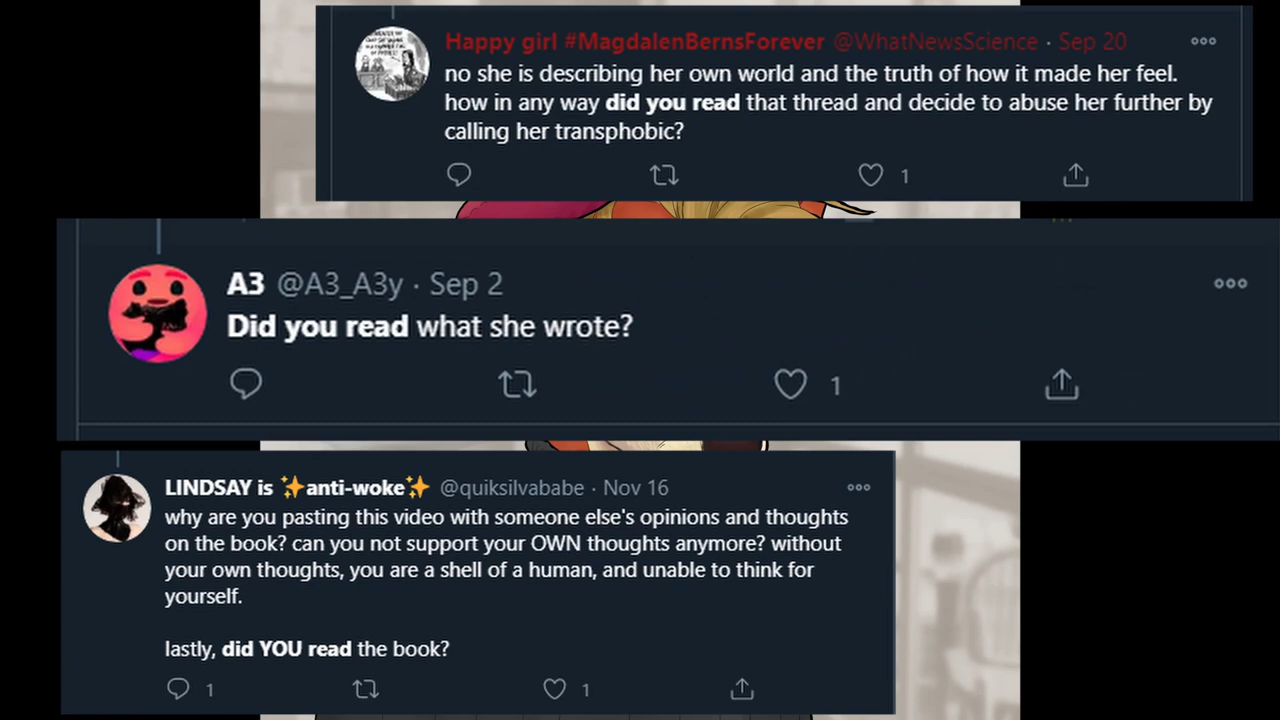 Happy girl #MagdalenBernsForever @WhatNewsScience · Sep 20
no she is describing her own world and the truth of how it made her feel.
how in any way did you read that thread and decide to abuse her further by
calling her transphobic?
1
A3 @A3_A3y · Sep 2
Did you read what she wrote?
1
LINDSAY is ✨anti-woke✨ @quiksilvababe · Nov 16
why are you pasting this video with someone else's opinions and thoughts
on the book? can you not support your OWN thoughts anymore? without
your own thoughts, you are a shell of a human, and unable to think for
yourself.
lastly, did YOU read the book?
1 1